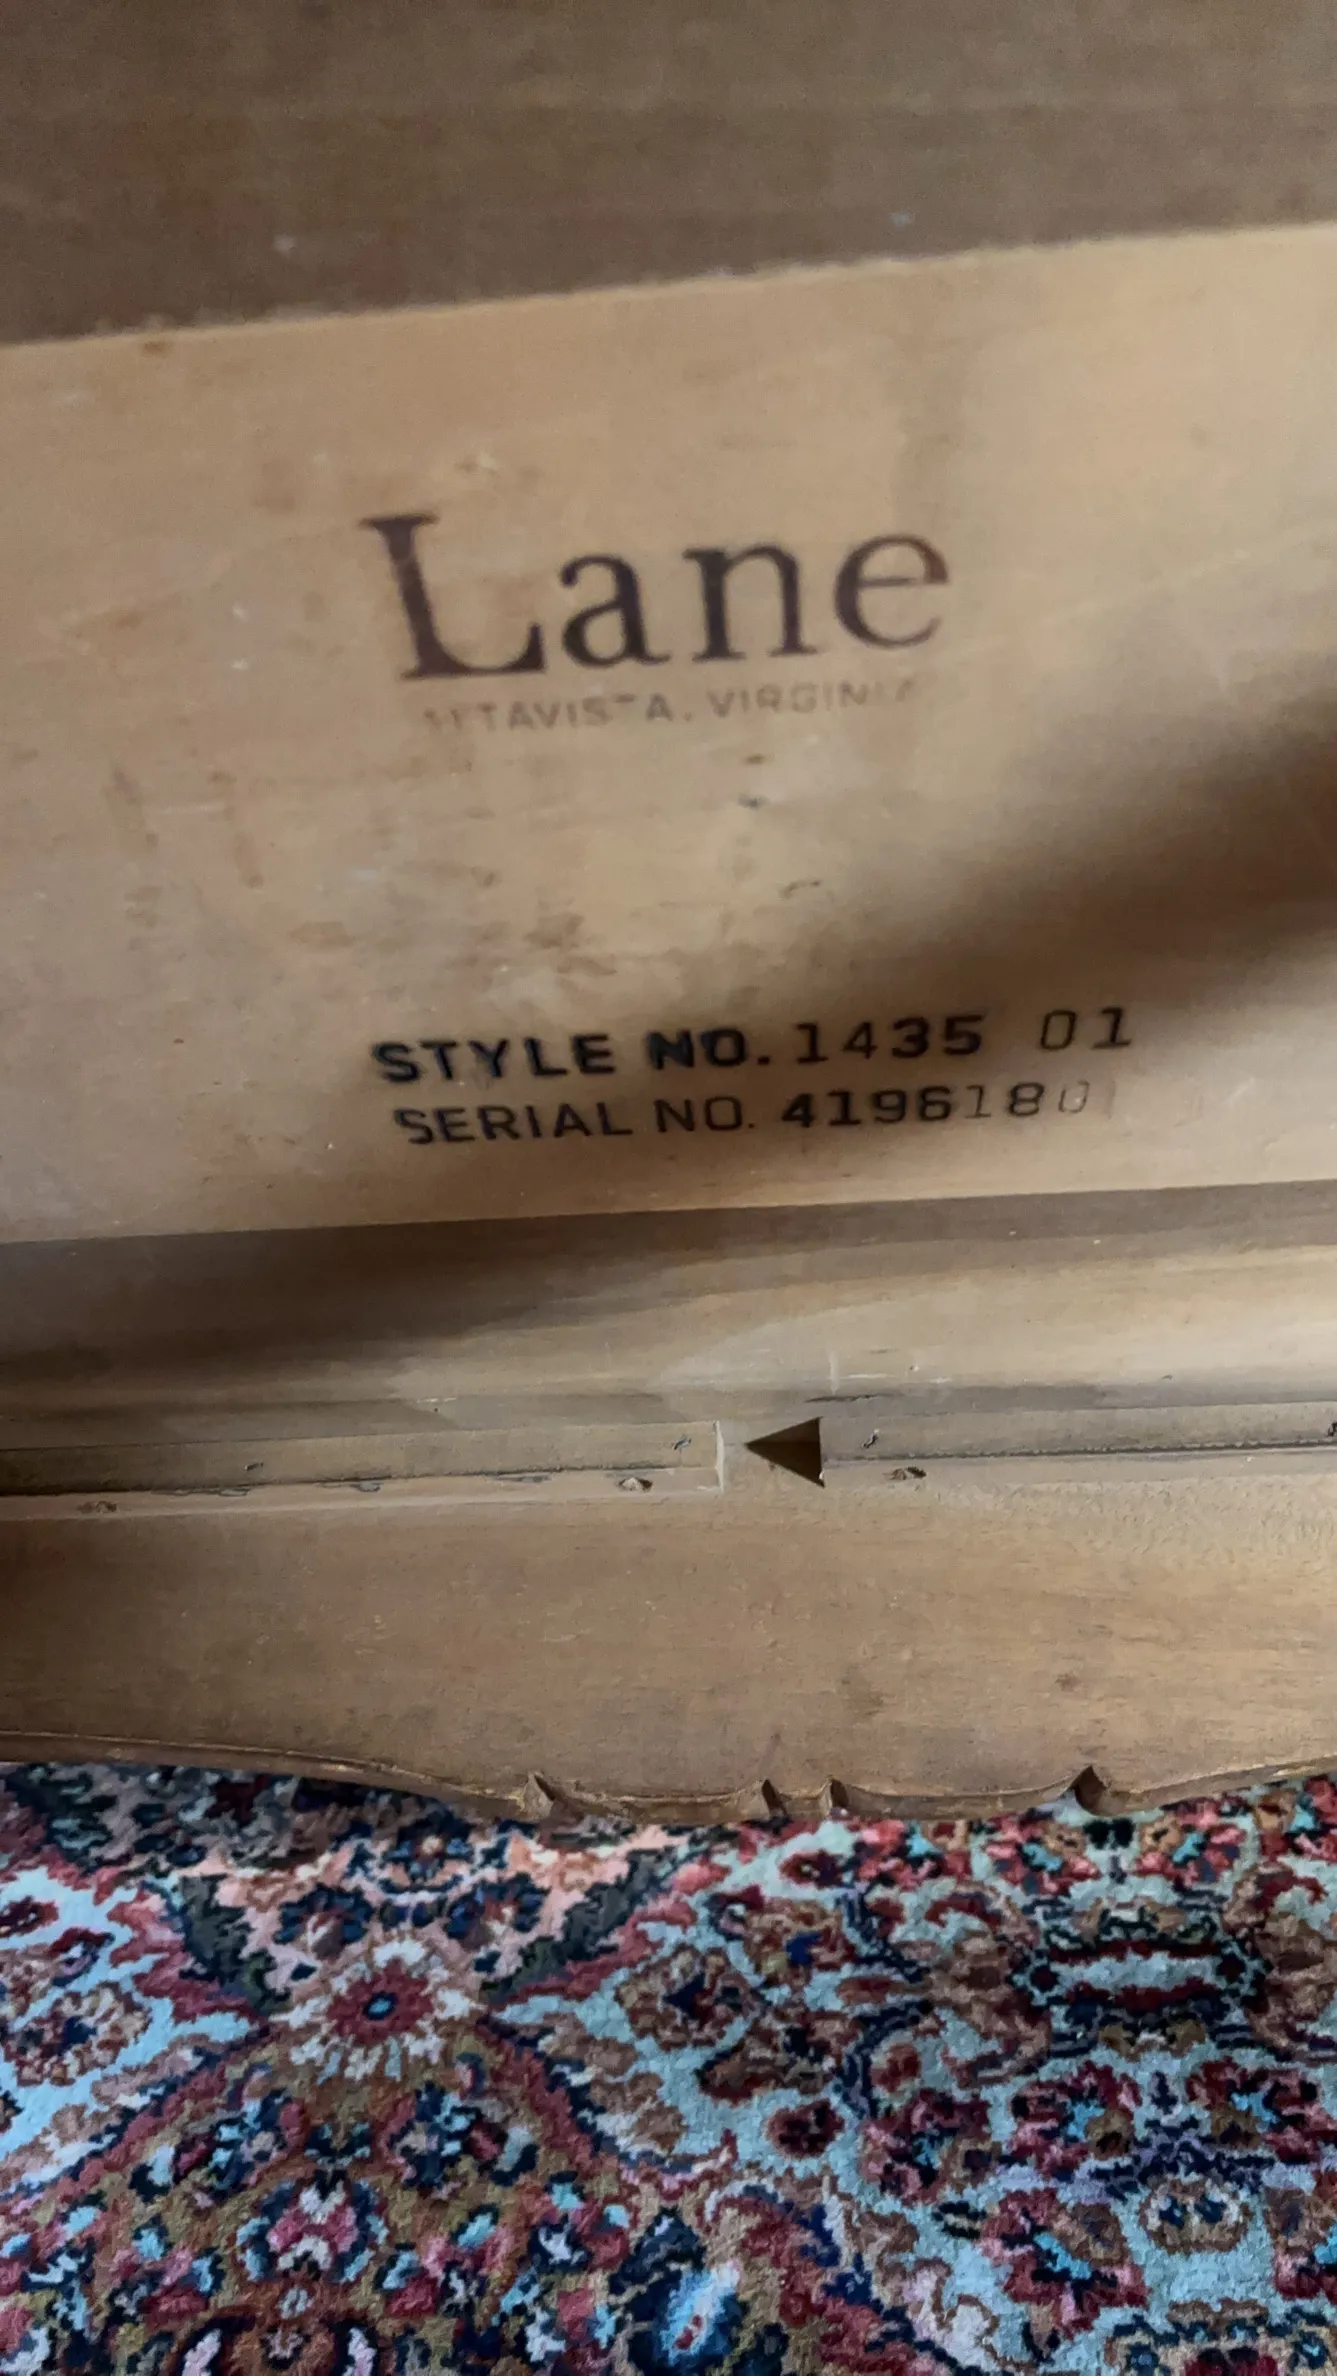 Lane
ALTAVISTA, VIRGINIA
STYLE NO. 1435 01
SERIAL NO. 4196180